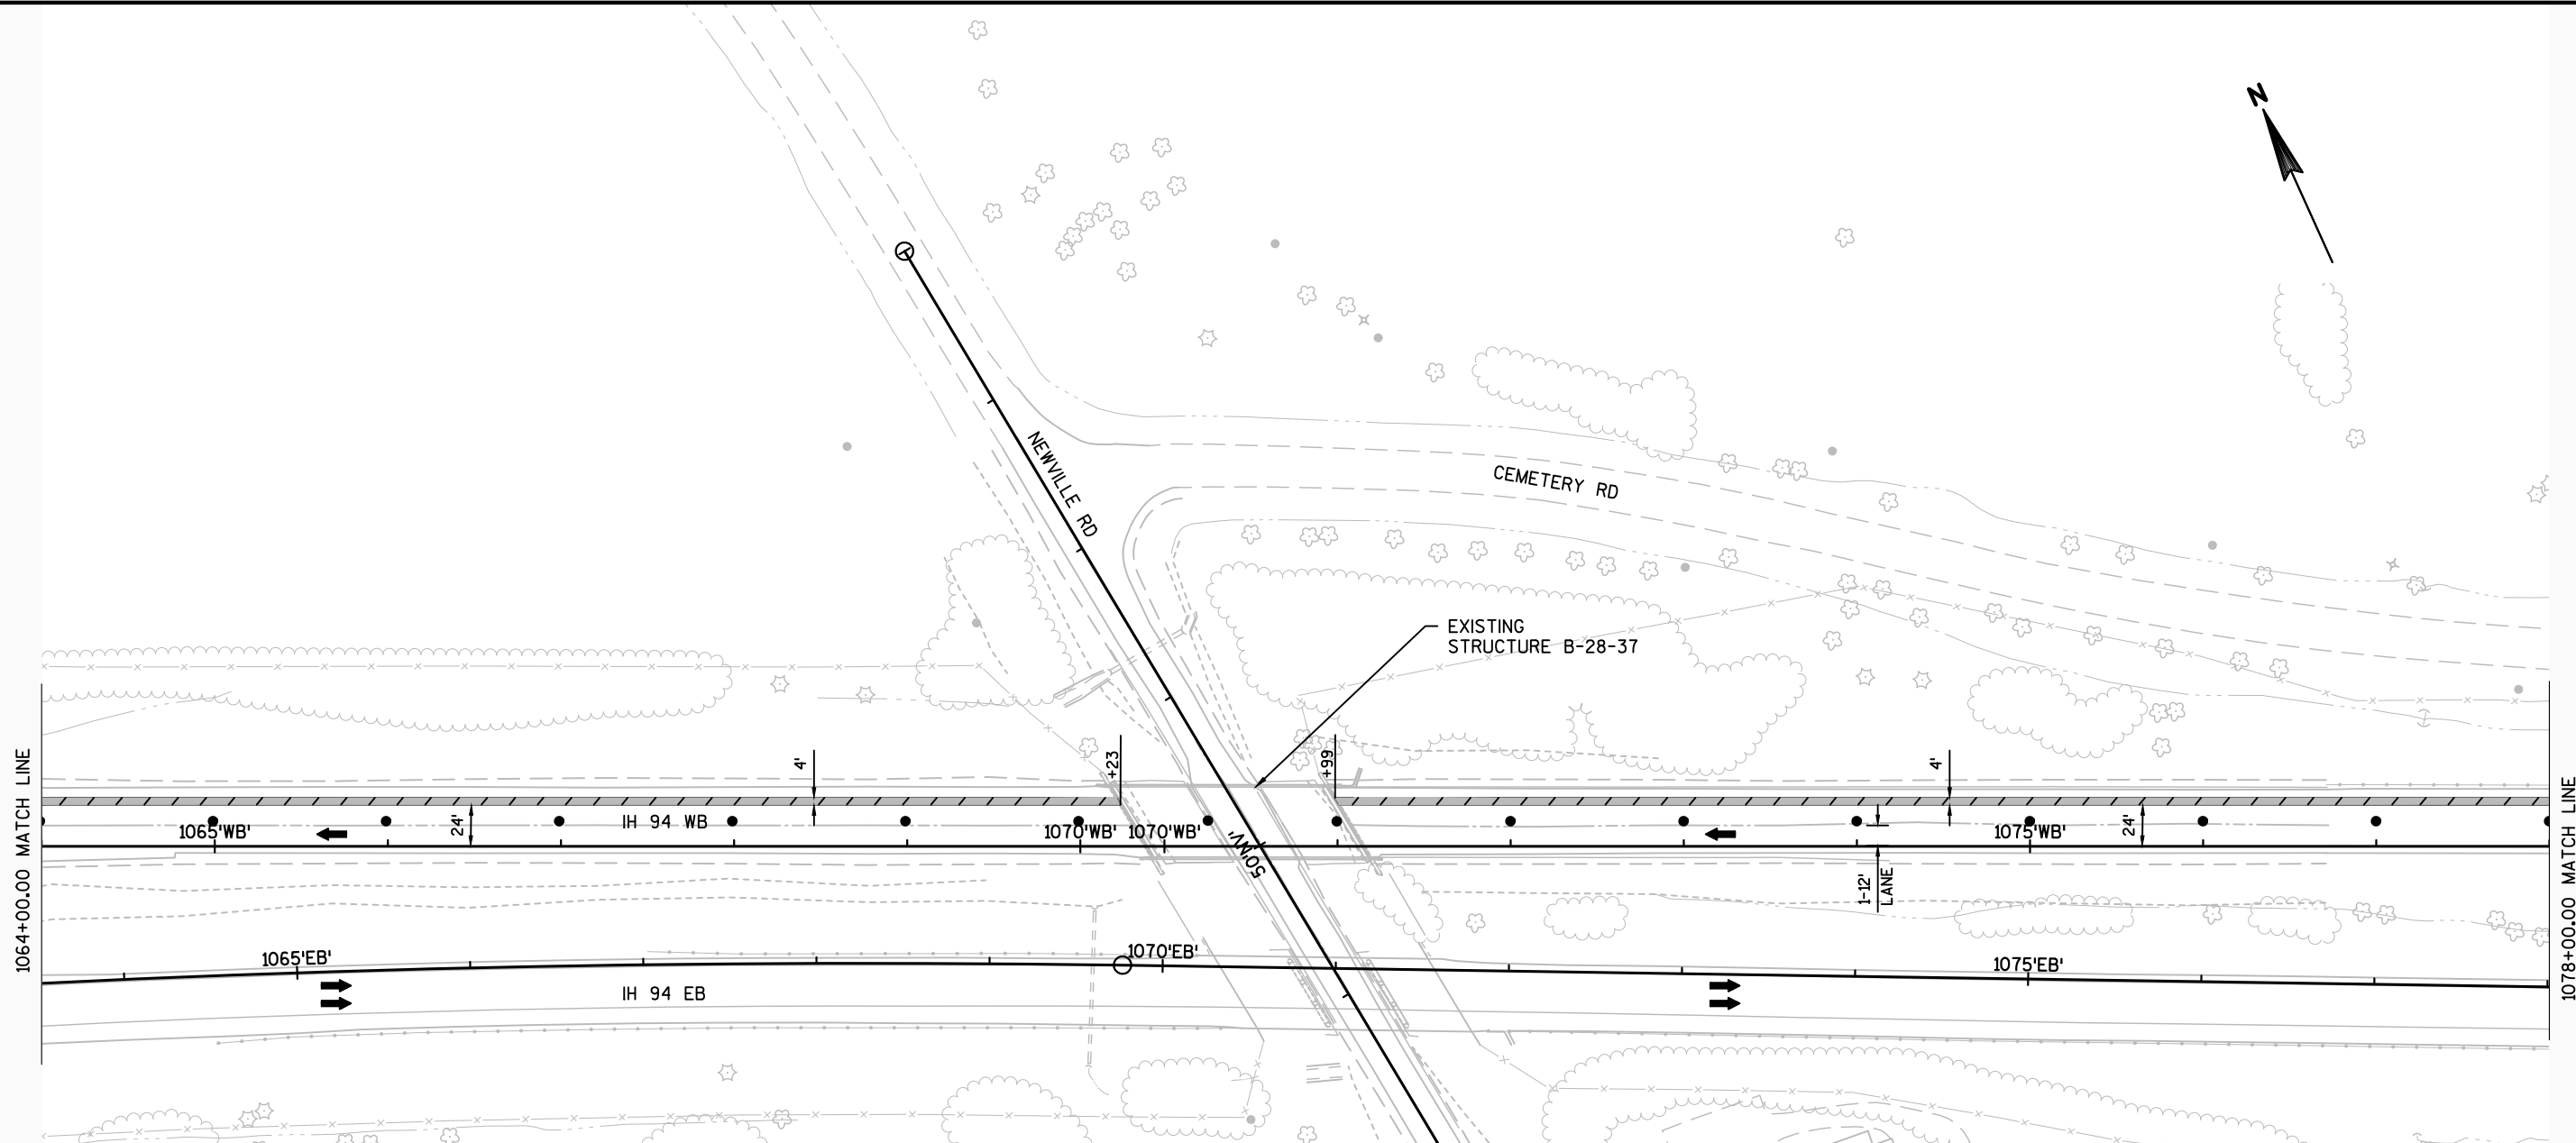 N
NEWVILLE RD
CEMETERY RD
EXISTING
STRUCTURE B-28-37
1064+00.00 MATCH LINE
1078+00.00 MATCH LINE
4'
+23
+99
4'
24'
IH 94 WB
24'
1065'WB'
1070'WB'
1070'WB'
1075'WB'
50'NV'
1-12'
LANE
1065'EB'
1070'EB'
1075'EB'
IH 94 EB